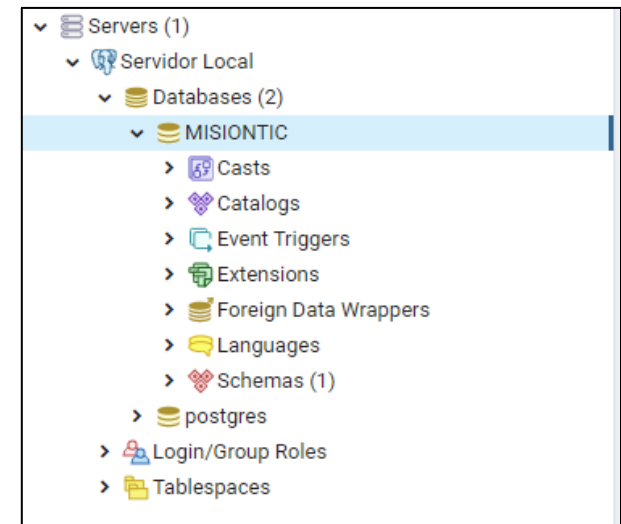 Servers (1)
Servidor Local
Databases (2)
MISIONTIC
Casts
Catalogs
Event Triggers
Extensions
Foreign Data Wrappers
Languages
Schemas (1)
postgres
Login/Group Roles
Tablespaces